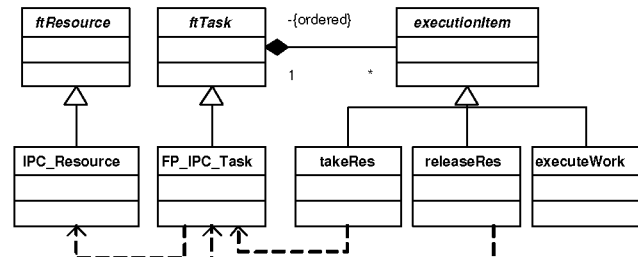 ftResource
ftTask
-{ordered}
executionItem
1
*
IPC_Resource
FP_IPC_Task
takeRes
releaseRes
executeWork